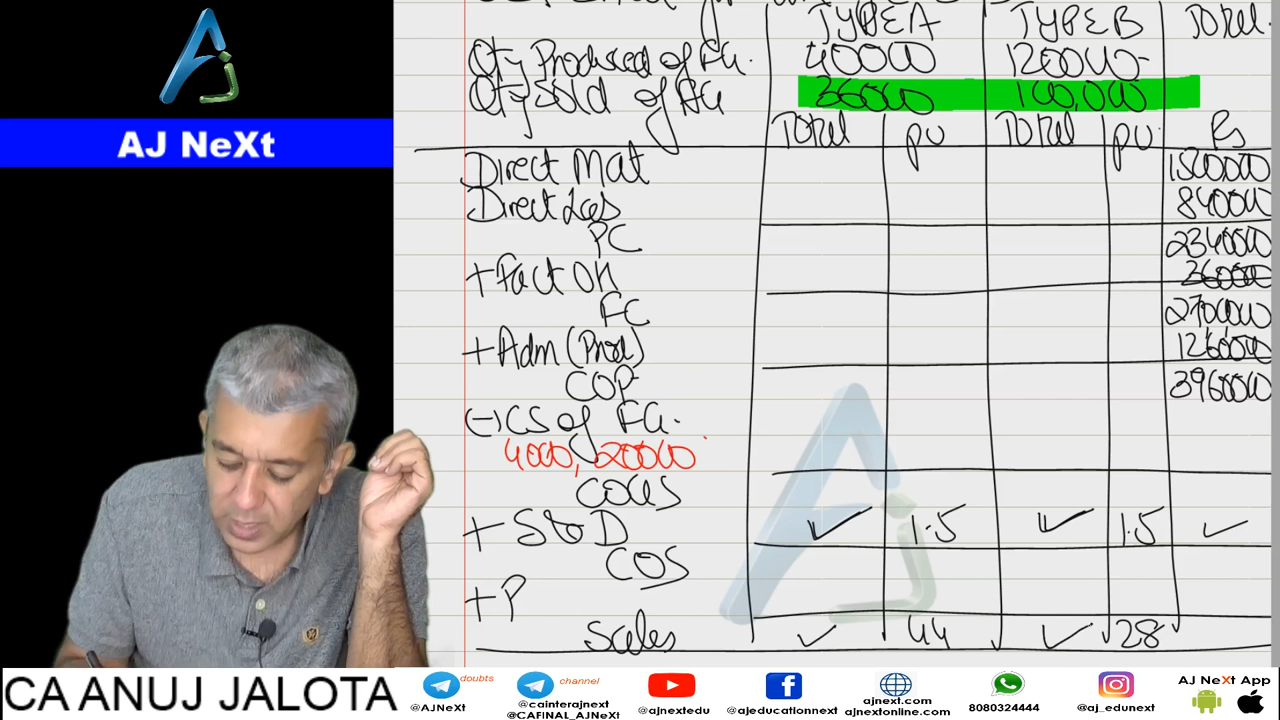 TYPE A TYPE B Total
Qty Produced of FG. 40000 120000
Qty Sold of FG 36000 100,000
Total pu Total pu Rs
Direct Mat 1500000
Direct Lab 840000
PC 2340000
+ Fact OH 360000
FC 2700000
+ Adm (Prod) 1260000
COP 3960000
(-) CS of FG.
4000, 20000
COGS
+ S&D ✓ 1.5 ✓ 1.5 ✓
COS
+ P
Sales ✓ 44 ✓ 28
AJ NeXt
CA ANUJ JALOTA
doubts
@AJNeXt
channel
@cainterajnext
@CAFINAL_AJNeXt
@ajnextedu
@ajeducationnext
ajnext.com
ajnextonline.com
8080324444
@aj_edunext
AJ NeXt App